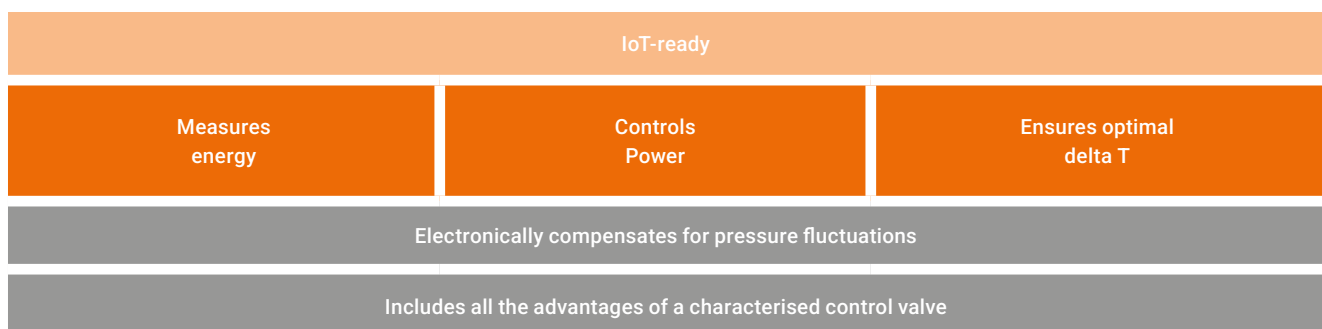 IoT-ready
Measures
energy
Controls
Power
Ensures optimal
delta T
Electronically compensates for pressure fluctuations
Includes all the advantages of a characterised control valve